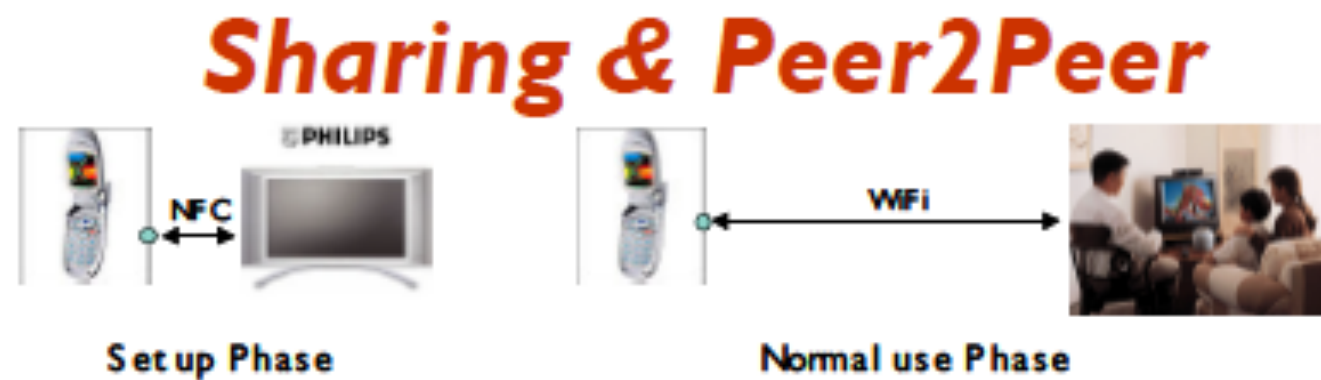 Sharing & Peer2Peer
PHILIPS
NFC
WiFi
Set up Phase
Normal use Phase